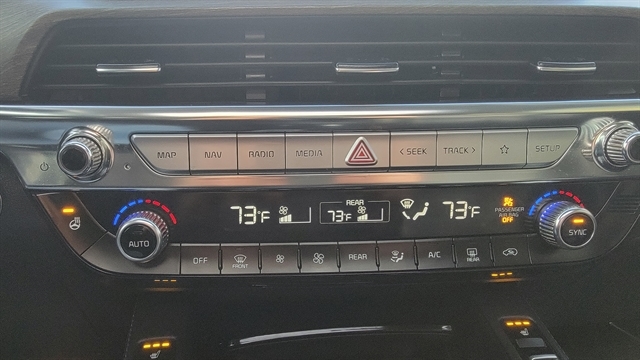 MAP NAV RADIO MEDIA < SEEK TRACK > SETUP
73°F REAR 73°F 73°F PASSENGER AIR BAG OFF
AUTO SYNC
OFF FRONT REAR A/C